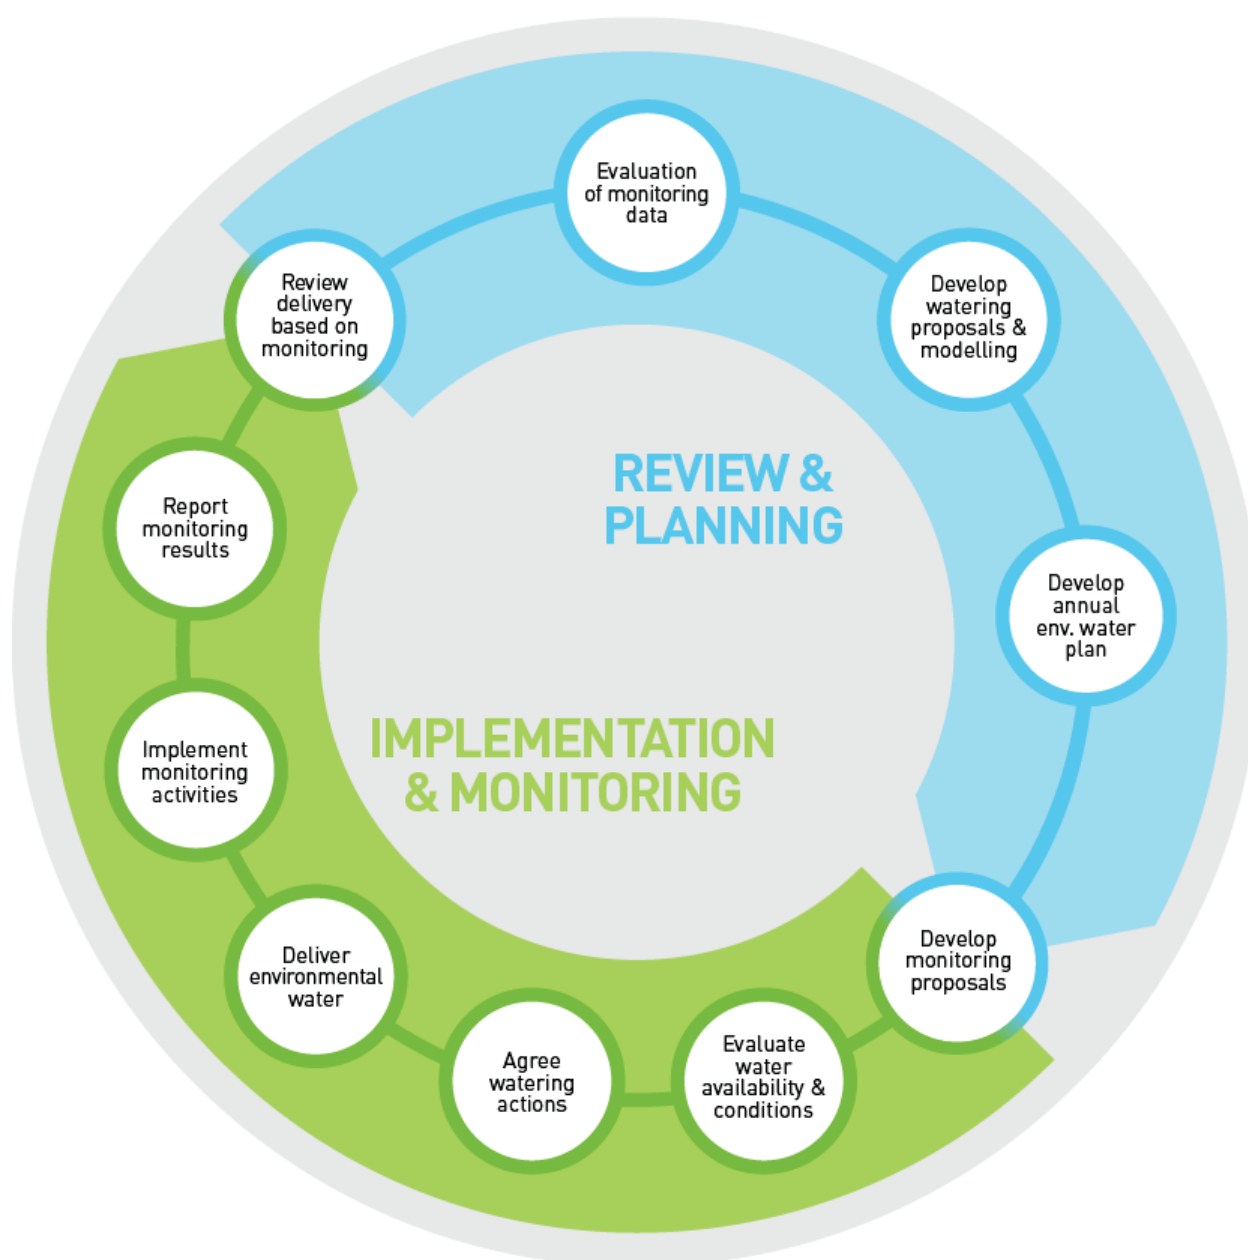 Evaluation
of monitoring
data
Review
delivery
based on
monitoring
Develop
watering
proposals &
modelling
REVIEW &
PLANNING
Report
monitoring
results
Develop
annual
env. water
plan
IMPLEMENTATION
& MONITORING
Implement
monitoring
activities
Deliver
environmental
water
Develop
monitoring
proposals
Agree
watering
actions
Evaluate
water
availability &
conditions